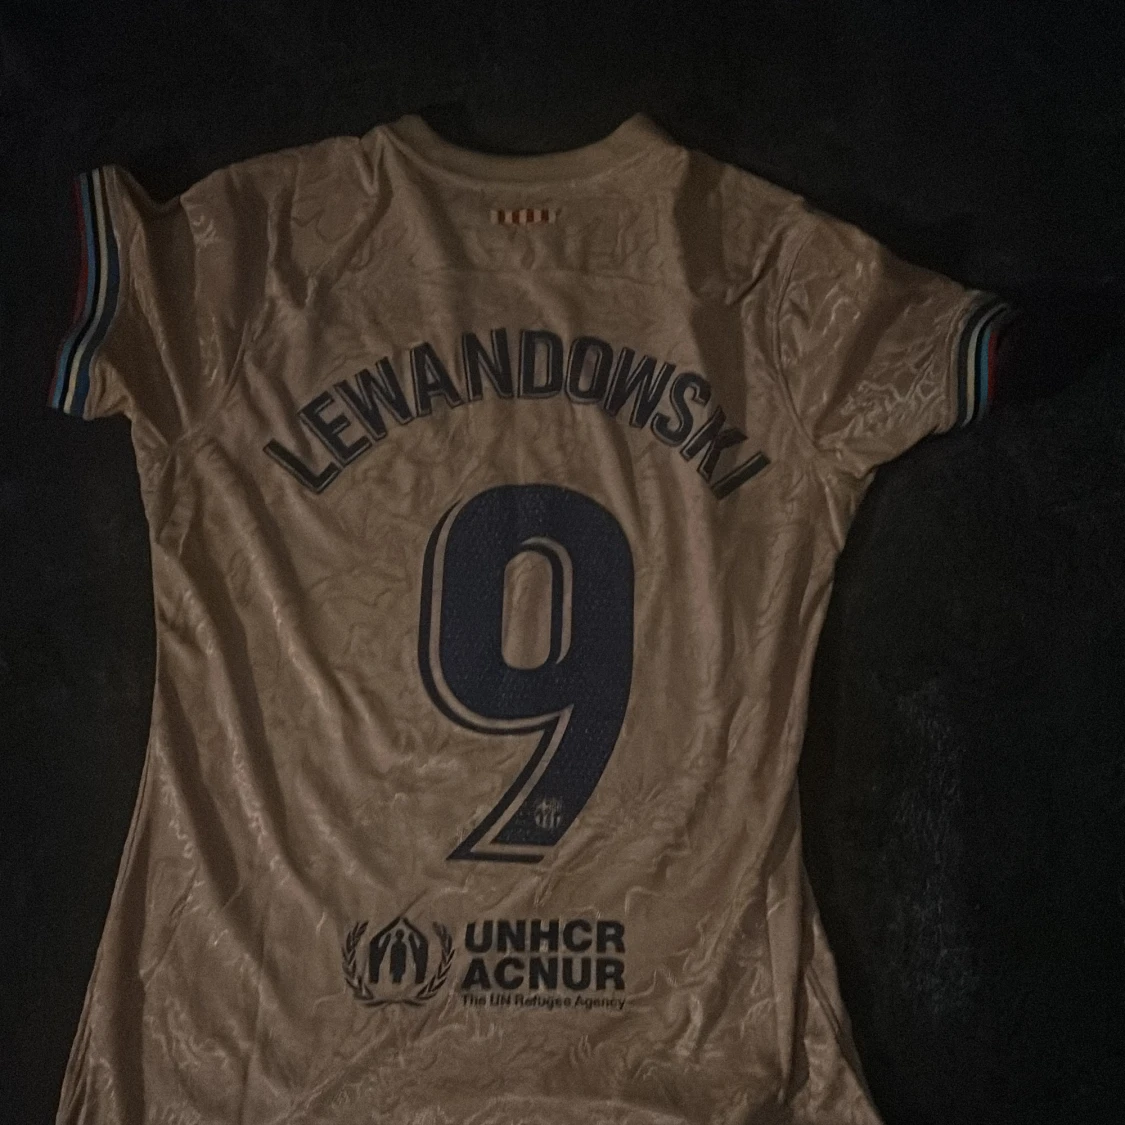 LEWANDOWSKI
9
UNHCR
ACNUR
The UN Refugee Agency